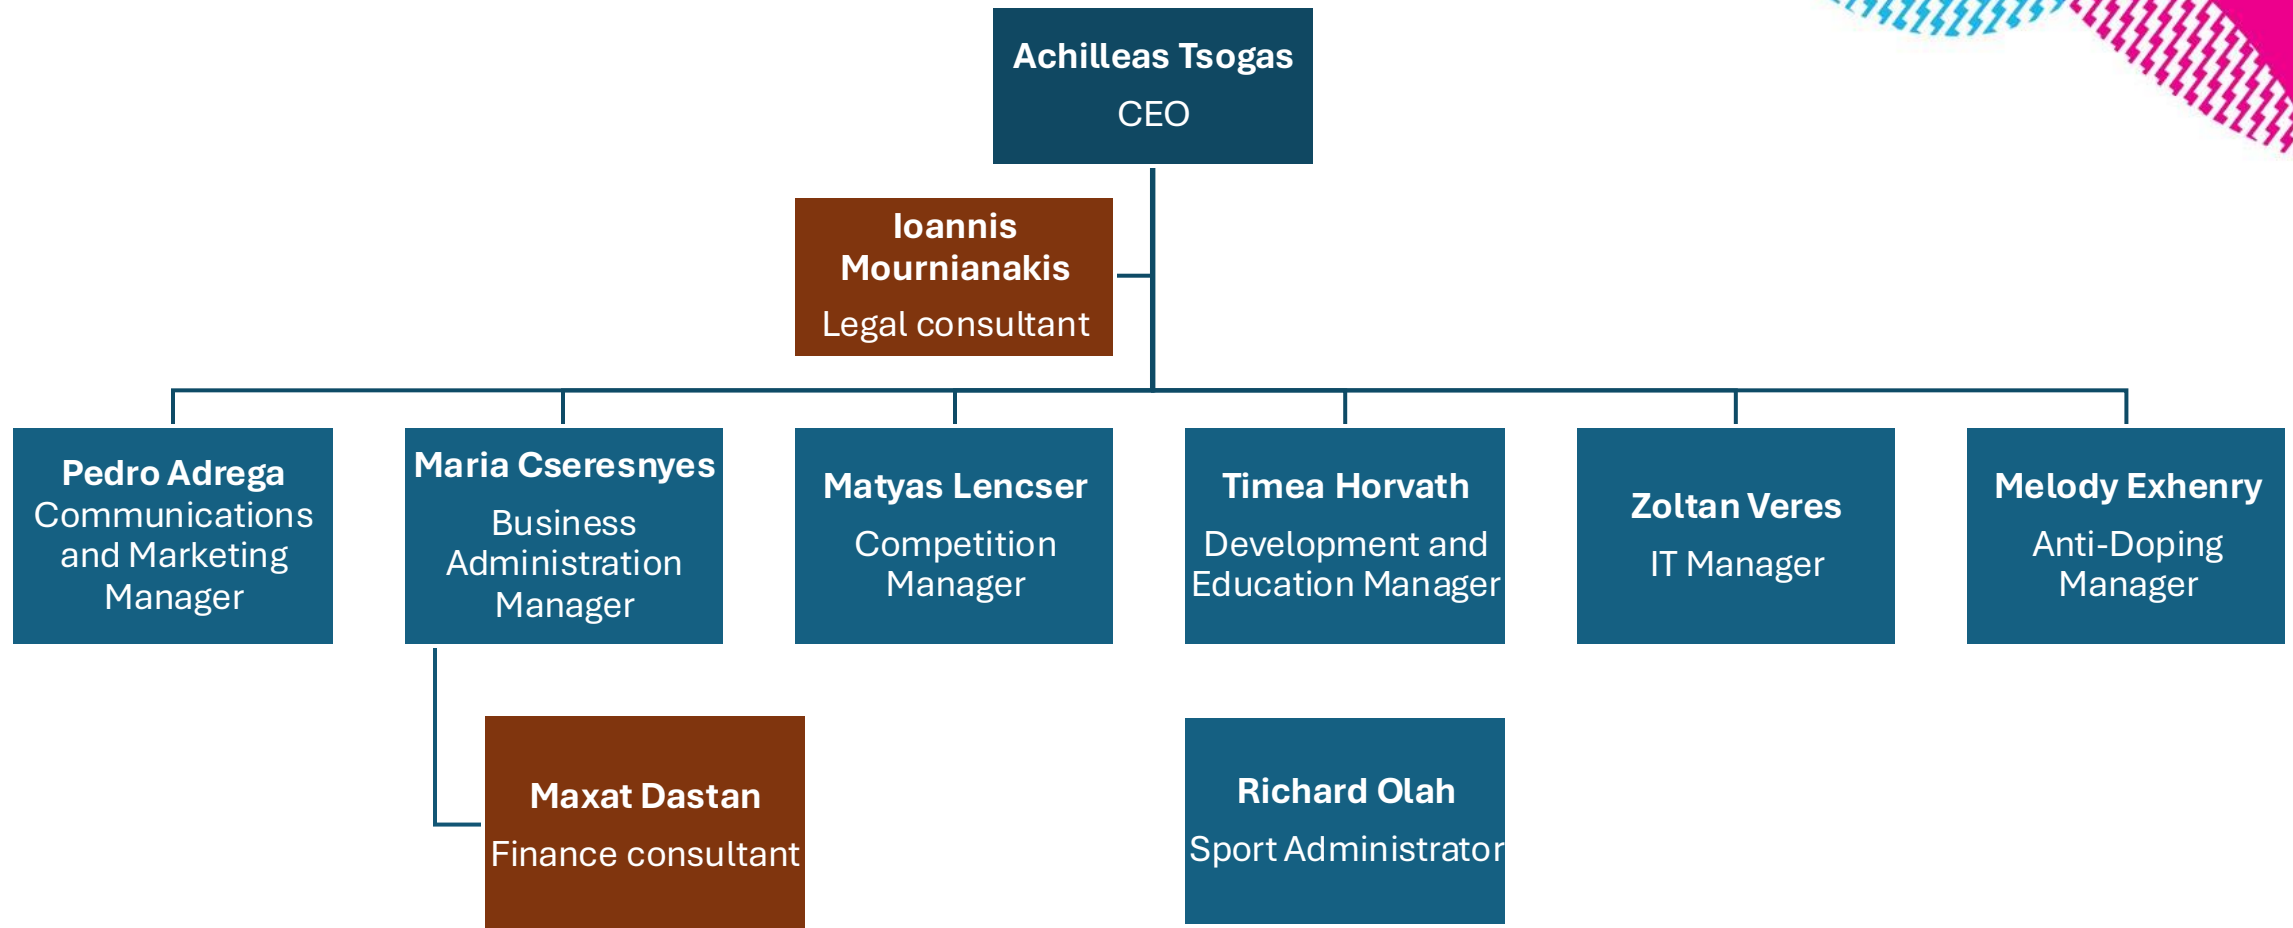 Achilleas Tsogas
CEO
Ioannis
Mournianakis
Legal consultant
Pedro Adrega
Communications
and Marketing
Manager
Maria Cseresnyes
Business
Administration
Manager
Matyas Lencser
Competition
Manager
Timea Horvath
Development and
Education Manager
Zoltan Veres
IT Manager
Melody Exhenry
Anti-Doping
Manager
Maxat Dastan
Finance consultant
Richard Olah
Sport Administrator